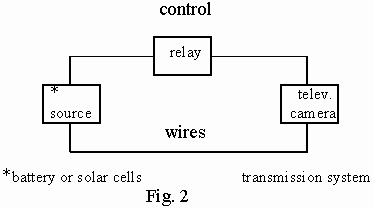 control
relay
*
source
telev.
camera
wires
*battery or solar cells
transmission system
Fig. 2